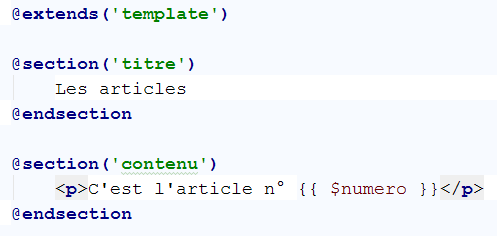 @extends('template')
@section('titre')
Les articles
@endsection
@section('contenu')
<p>C'est l'article n° {{ $numero }}</p>
@endsection